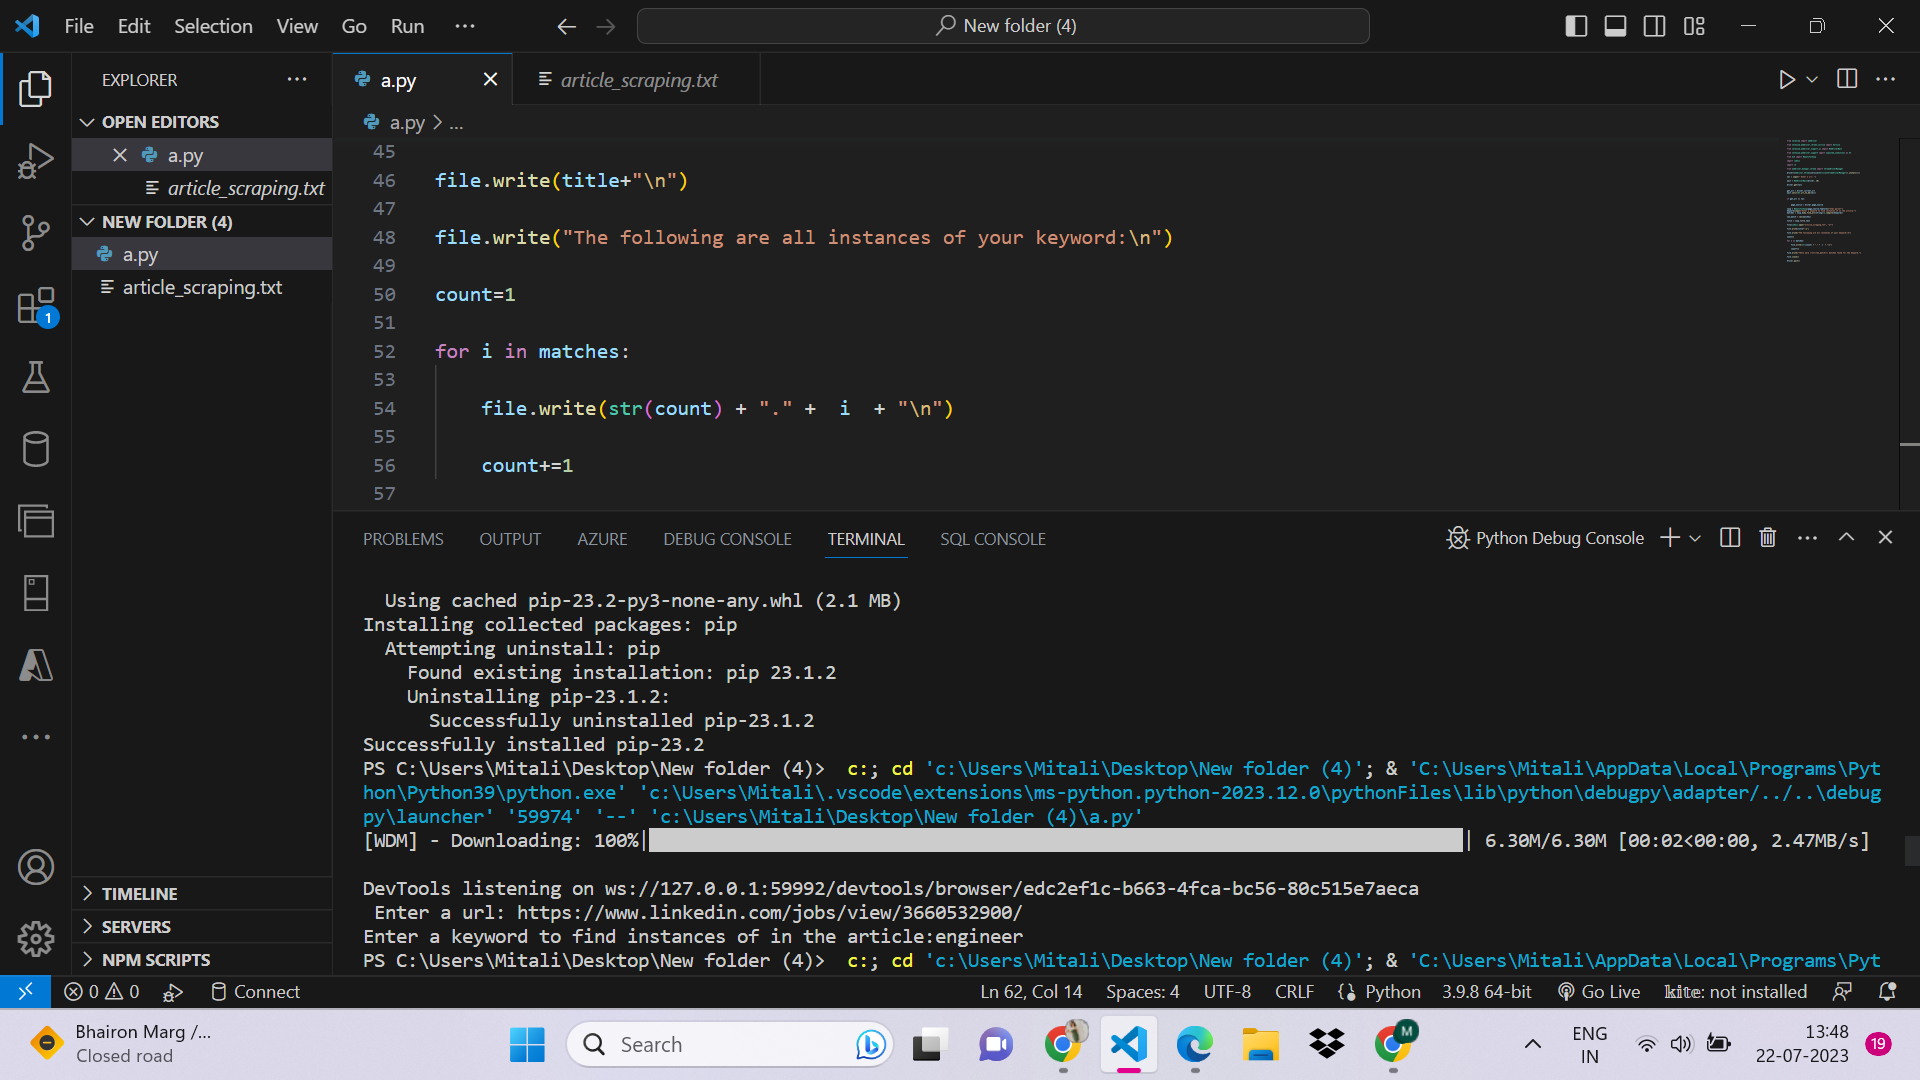 File Edit Selection View Go Run ··· New folder (4)
EXPLORER ···
OPEN EDITORS
a.py
article_scraping.txt
NEW FOLDER (4)
a.py
article_scraping.txt
TIMELINE
SERVERS
NPM SCRIPTS
1
a.py article_scraping.txt
a.py > ...
45
46 file.write(title+"\n")
47
48 file.write("The following are all instances of your keyword:\n")
49
50 count=1
51
52 for i in matches:
53
54     file.write(str(count) + "." +  i  + "\n")
55
56     count+=1
57
PROBLEMS OUTPUT AZURE DEBUG CONSOLE TERMINAL SQL CONSOLE Python Debug Console
  Using cached pip-23.2-py3-none-any.whl (2.1 MB)
Installing collected packages: pip
  Attempting uninstall: pip
    Found existing installation: pip 23.1.2
    Uninstalling pip-23.1.2:
      Successfully uninstalled pip-23.1.2
Successfully installed pip-23.2
PS C:\Users\Mitali\Desktop\New folder (4)>  c:; cd 'c:\Users\Mitali\Desktop\New folder (4)'; & 'C:\Users\Mitali\AppData\Local\Programs\Pyt
hon\Python39\python.exe' 'c:\Users\Mitali\.vscode\extensions\ms-python.python-2023.12.0\pythonFiles\lib\python\debugpy\adapter/../..\debug
py\launcher' '59974' '--' 'c:\Users\Mitali\Desktop\New folder (4)\a.py'
[WDM] - Downloading: 100%| | 6.30M/6.30M [00:02<00:00, 2.47MB/s]
DevTools listening on ws://127.0.0.1:59992/devtools/browser/edc2ef1c-b663-4fca-bc56-80c515e7aeca
 Enter a url: https://www.linkedin.com/jobs/view/3660532900/
Enter a keyword to find instances of in the article:engineer
PS C:\Users\Mitali\Desktop\New folder (4)>  c:; cd 'c:\Users\Mitali\Desktop\New folder (4)'; & 'C:\Users\Mitali\AppData\Local\Programs\Pyt
0 0 Connect Ln 62, Col 14 Spaces: 4 UTF-8 CRLF Python 3.9.8 64-bit Go Live kite: not installed
Bhairon Marg /...
Closed road
Search
M
ENG
IN
13:48
22-07-2023
19